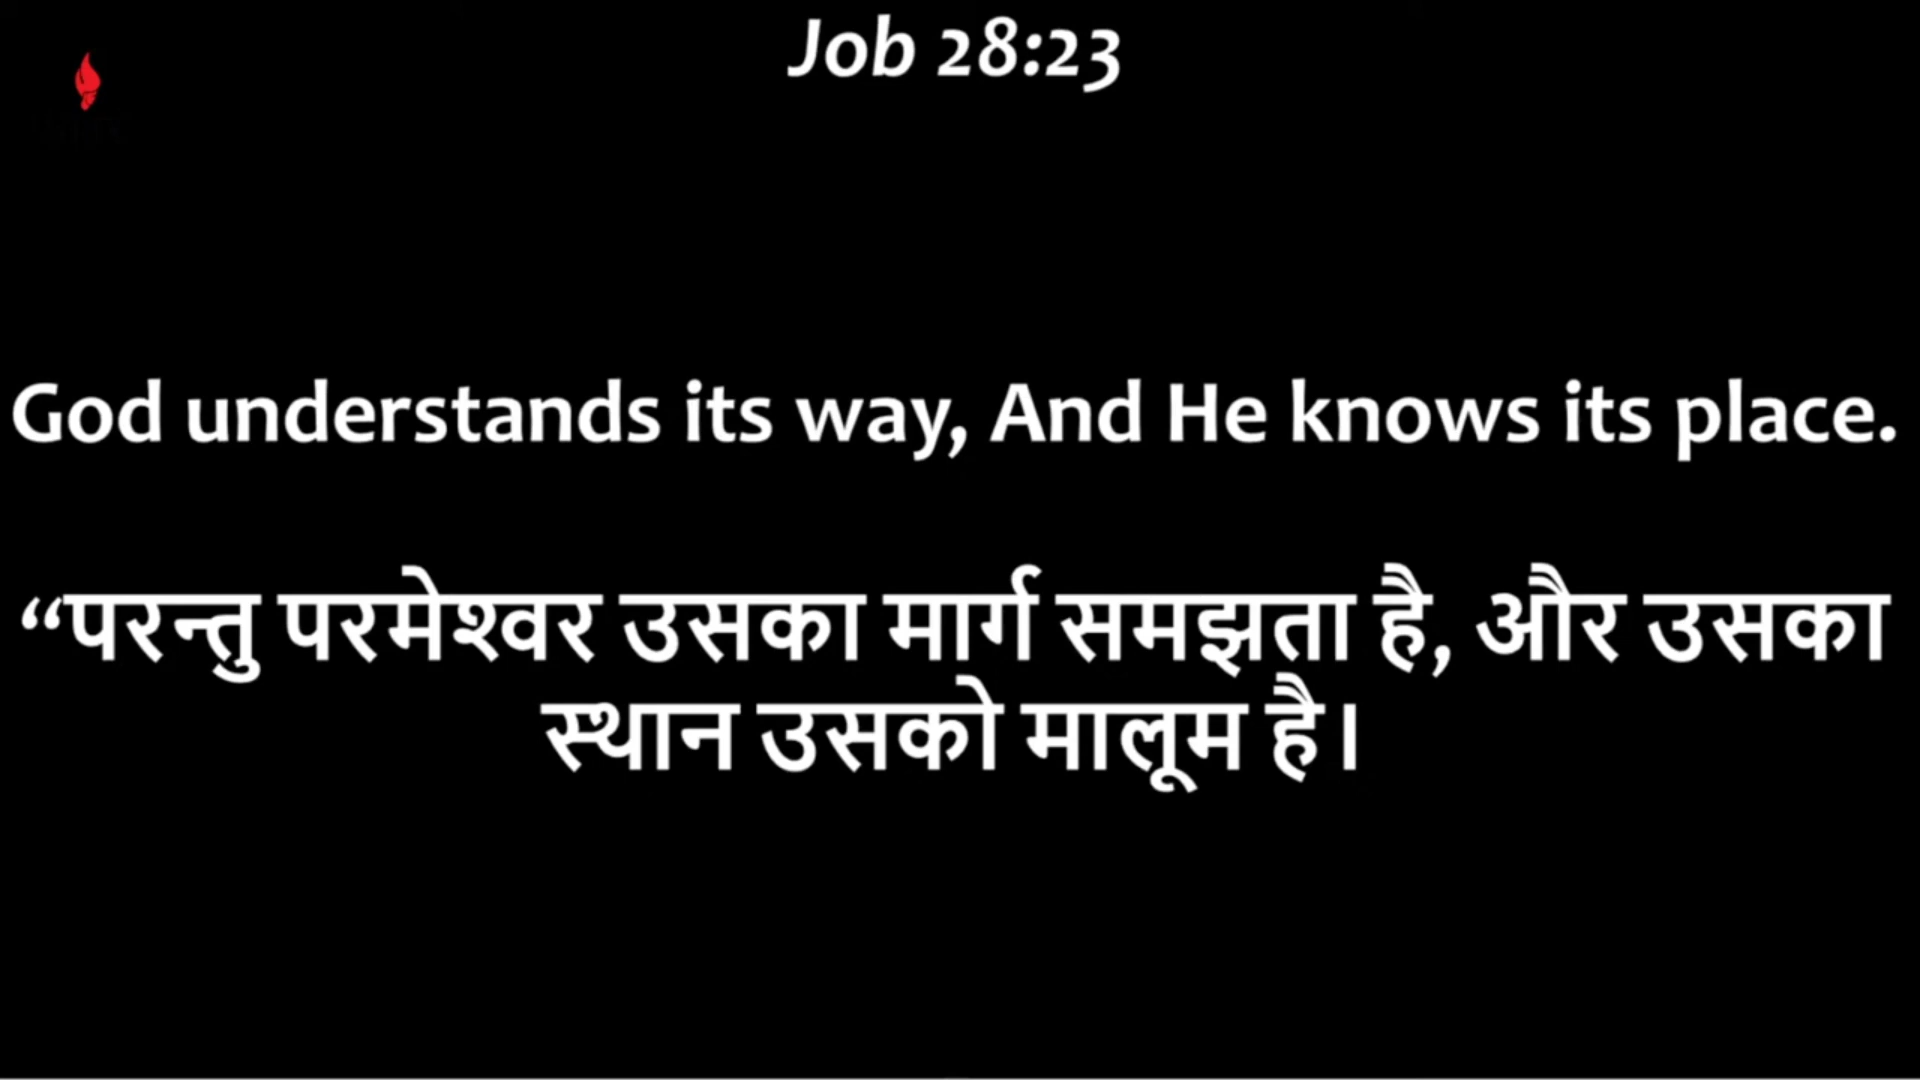 Job 28:23
God understands its way, And He knows its place.
“परन्तु परमेश्वर उसका मार्ग समझता है, और उसका
स्थान उसको मालूम है।